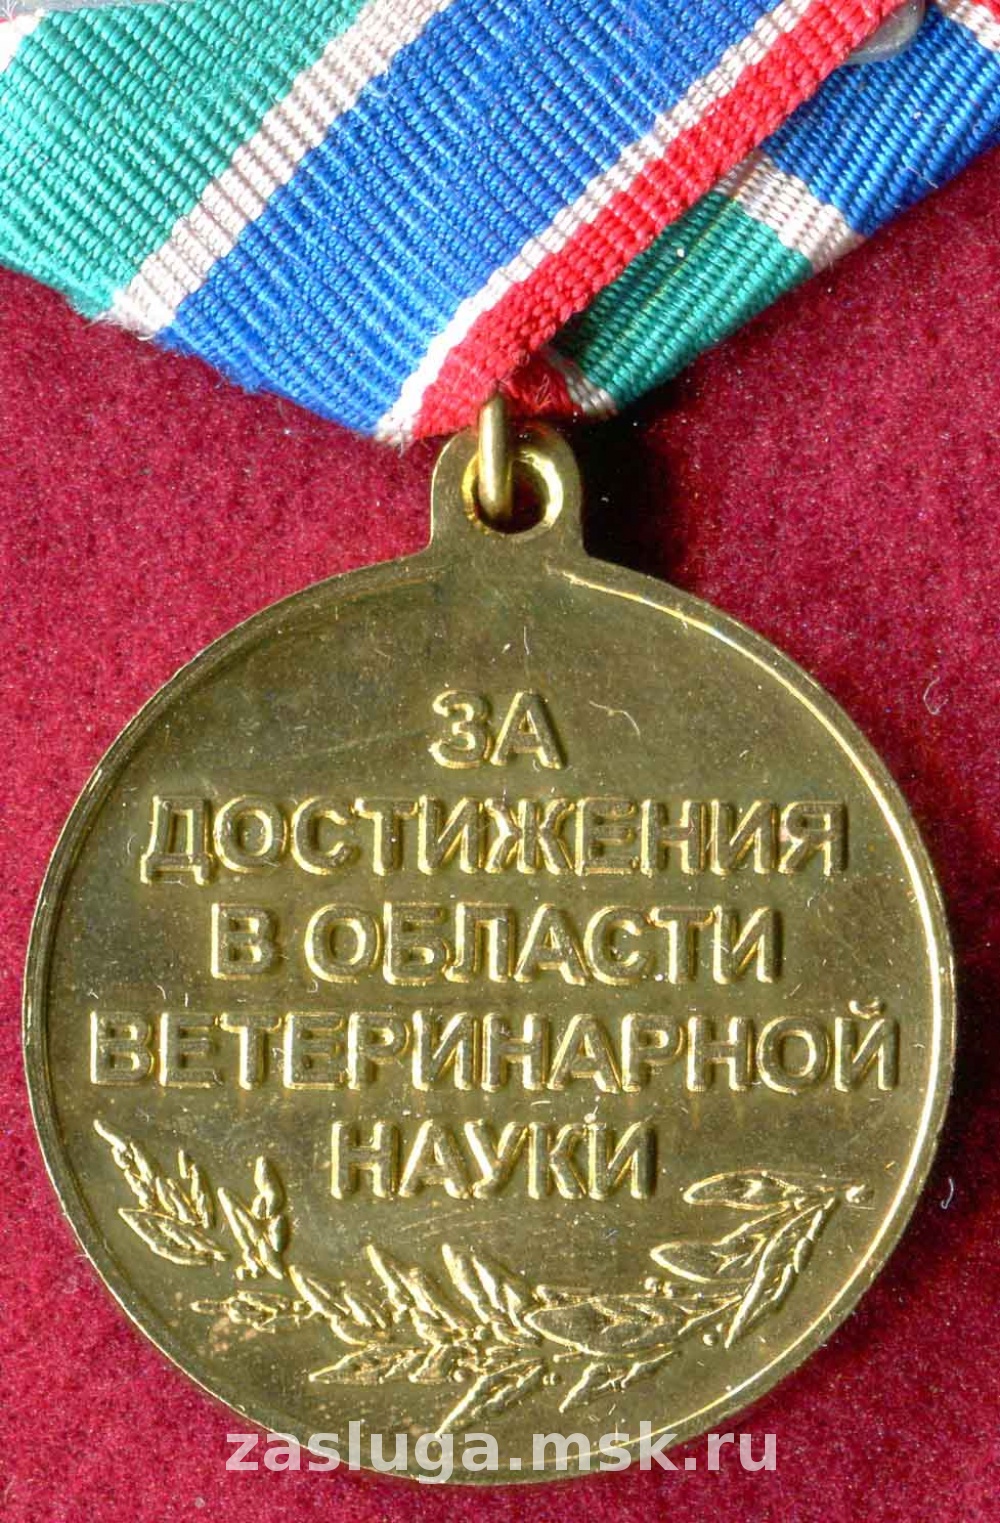 ЗА
ДОСТИЖЕНИЯ
В ОБЛАСТИ
ВЕТЕРИНАРНОЙ
НАУКИ
zasluga.msk.ru